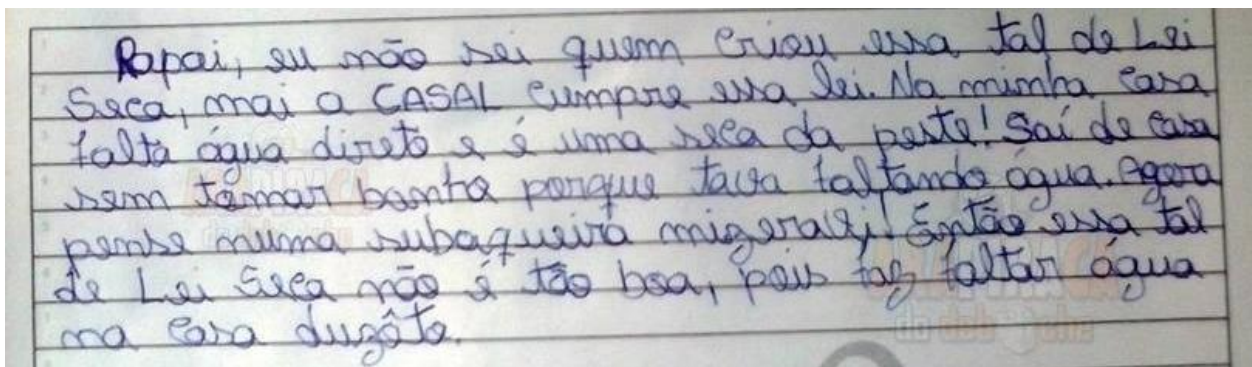 Papai, eu não sei quem criou essa tal de Lei
Seca, mai a CASAL cumpre essa lei. Na minha casa
falta água direto e é uma seca da peste! Saí de casa
sem tomar banho porque tava faltando água. Agora
pense numa subaqueira mizeravi! Então essa tal
de Lei Seca não é tão boa, pois faz faltar água
na casa duzôto.